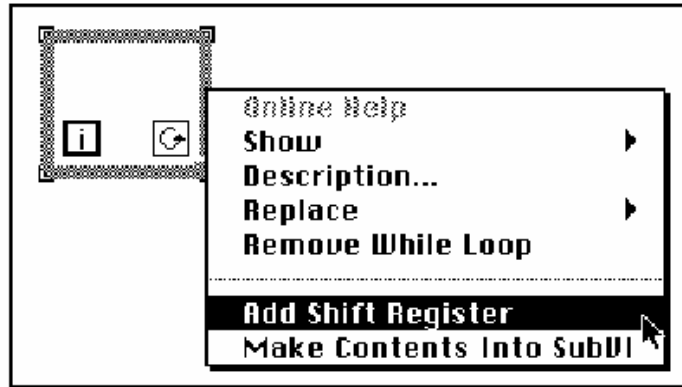 Online Help
Show
Description...
Replace
Remove While Loop
i
Add Shift Register
Make Contents Into SubVI